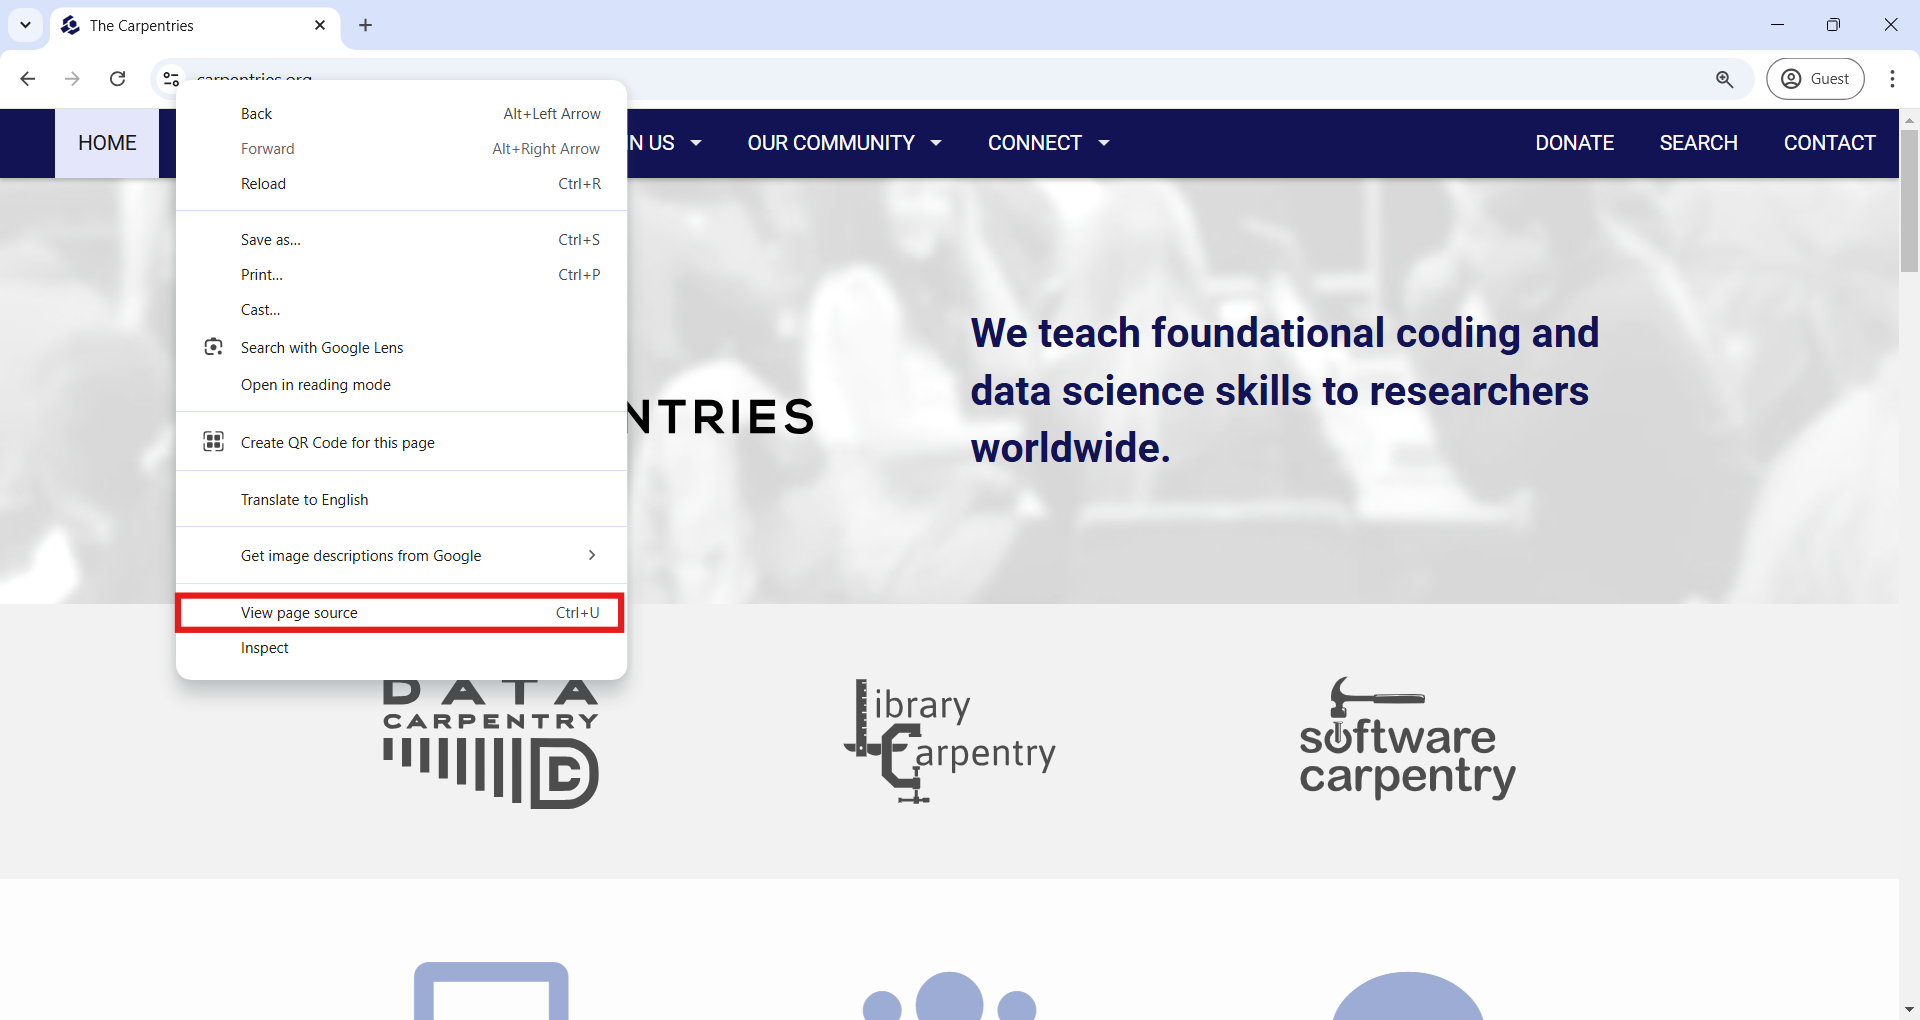 The Carpentries
carpentries.org
Guest
HOME
IN US
OUR COMMUNITY
CONNECT
DONATE
SEARCH
CONTACT
Back Alt+Left Arrow
Forward Alt+Right Arrow
Reload Ctrl+R
Save as... Ctrl+S
Print... Ctrl+P
Cast...
Search with Google Lens
Open in reading mode
Create QR Code for this page
Translate to English
Get image descriptions from Google
View page source Ctrl+U
Inspect
NTRIES
We teach foundational coding and
data science skills to researchers
worldwide.
DATA
CARPENTRY
DC
Library
Carpentry
software
carpentry